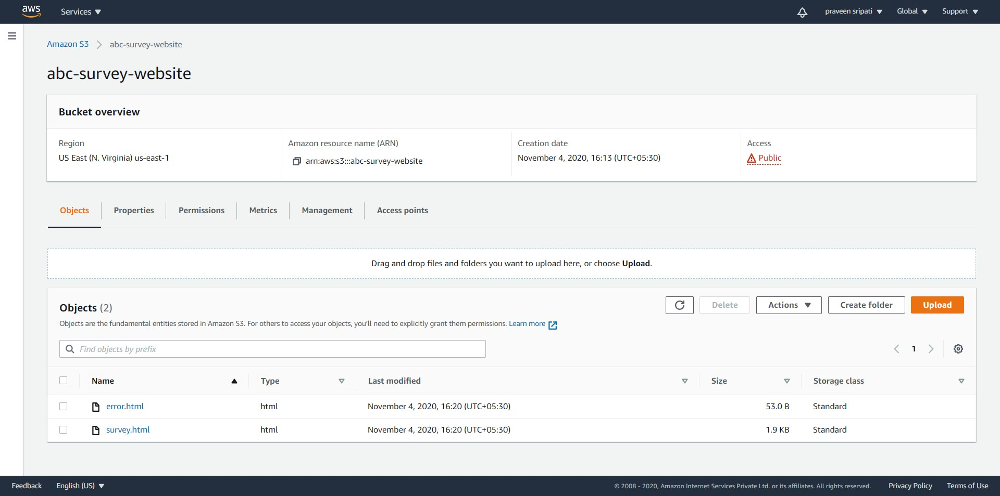 aws Services praveen sripati Global Support
Amazon S3 abc-survey-website
abc-survey-website
Bucket overview
Region Amazon resource name (ARN) Creation date Access
US East (N. Virginia) us-east-1 arn:aws:s3:::abc-survey-website November 4, 2020, 16:13 (UTC+05:30) Public
Objects Properties Permissions Metrics Management Access points
Drag and drop files and folders you want to upload here, or choose Upload.
Objects (2) Delete Actions Create folder Upload
Objects are the fundamental entities stored in Amazon S3. For others to access your objects, you’ll need to explicitly grant them permissions. Learn more
Find objects by prefix 1
Name Type Last modified Size Storage class
error.html html November 4, 2020, 16:20 (UTC+05:30) 53.0 B Standard
survey.html html November 4, 2020, 16:20 (UTC+05:30) 1.9 KB Standard
Feedback English (US) © 2008 - 2020, Amazon Internet Services Private Ltd. or its affiliates. All rights reserved. Privacy Policy Terms of Use